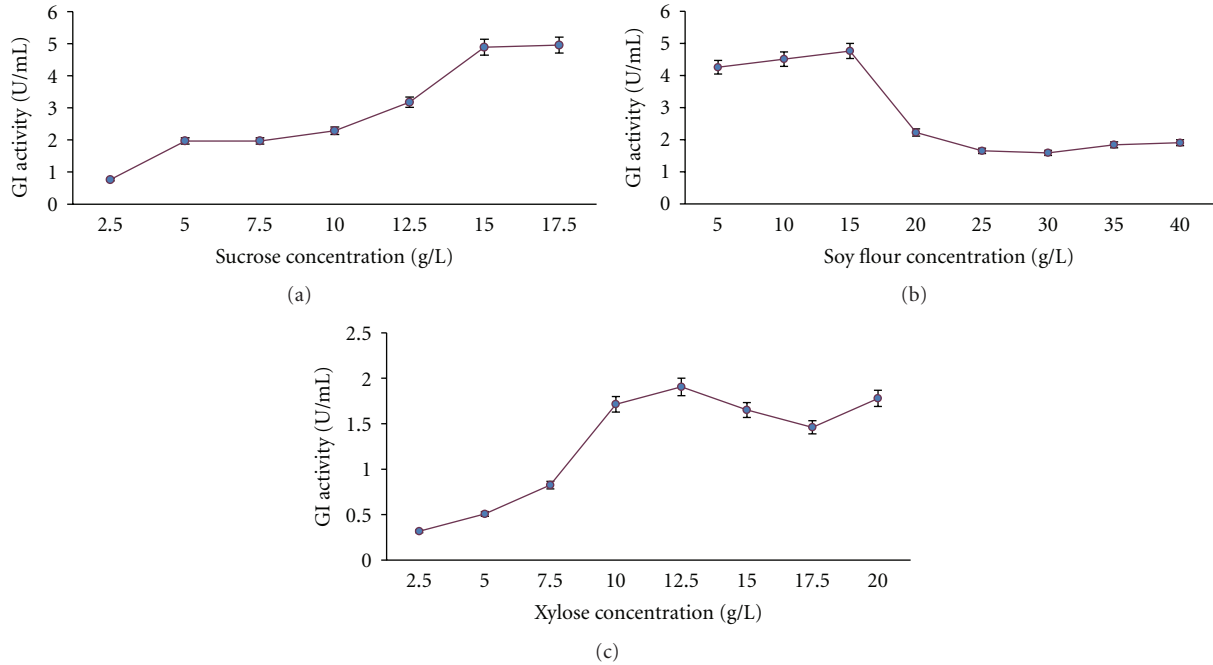 GI activity (U/mL)
6
5
4
3
2
1
0
2.5 5 7.5 10 12.5 15 17.5
Sucrose concentration (g/L)
(a)
GI activity (U/mL)
6
5
4
3
2
1
0
5 10 15 20 25 30 35 40
Soy flour concentration (g/L)
(b)
GI activity (U/mL)
2.5
2
1.5
1
0.5
0
2.5 5 7.5 10 12.5 15 17.5 20
Xylose concentration (g/L)
(c)